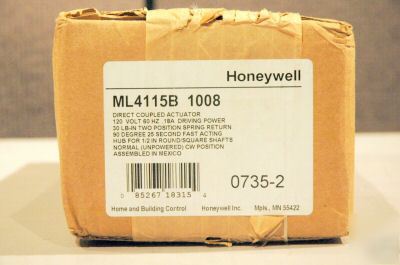 Honeywell
ML4115B 1008
DIRECT COUPLED ACTUATOR
120 VOLT 60 HZ .18A DRIVING POWER
30 LB-IN TWO POSITION SPRING RETURN
90 DEGREE 25 SECOND FAST ACTING
HUB FOR 1/2 IN ROUND/SQUARE SHAFTS
NORMAL (UNPOWERED) CW POSITION
ASSEMBLED IN MEXICO
0 85267 18315 4
0735-2
Home and Building Control Honeywell Inc. Mpls., MN 55422